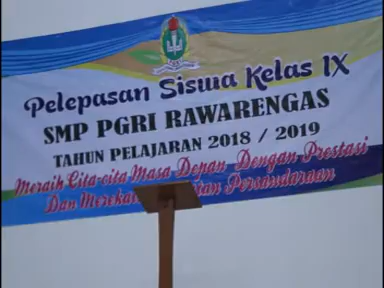 Pelepasan Siswa Kelas IX
SMP PGRI RAWARENGAS
TAHUN PELAJARAN 2018 / 2019
Meraih Cita-cita Masa Depan Dengan Prestasi
Dan Persaudaraan